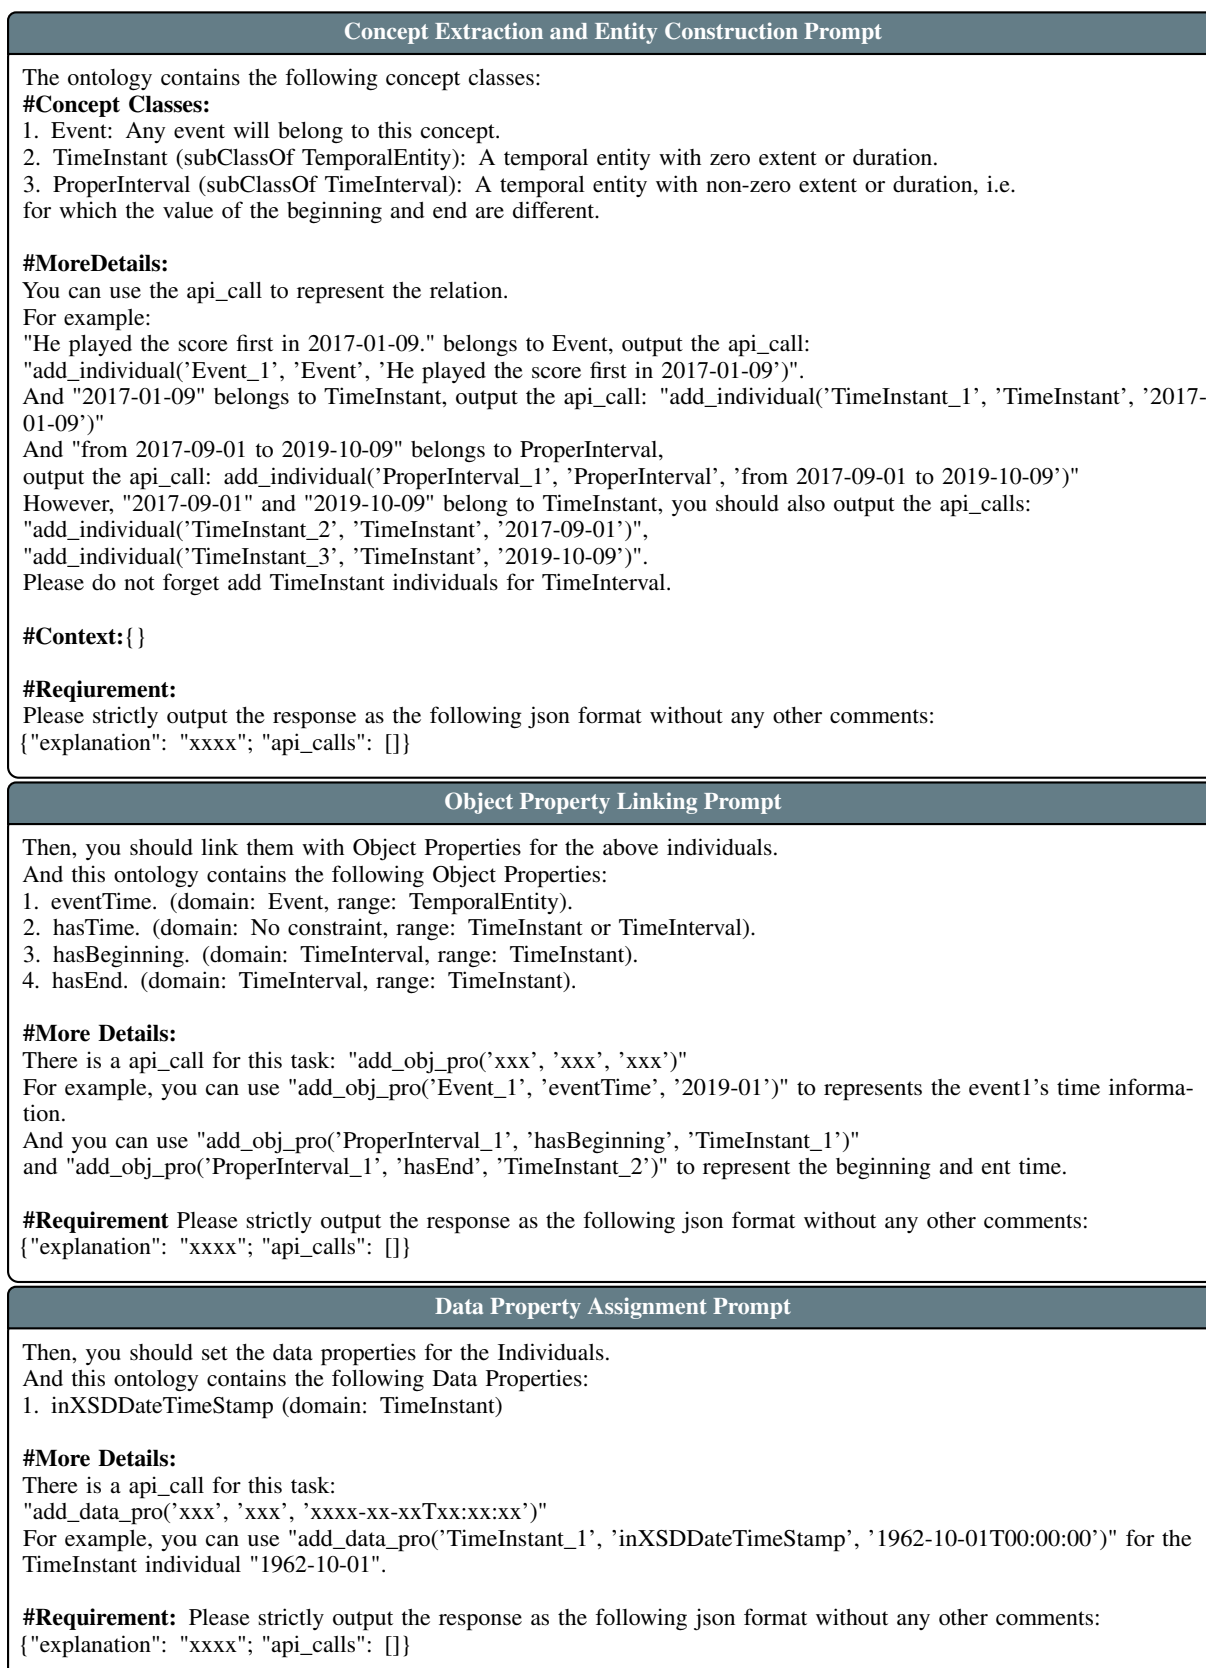 Concept Extraction and Entity Construction Prompt
The ontology contains the following concept classes:
#Concept Classes:
1. Event: Any event will belong to this concept.
2. TimeInstant (subClassOf TemporalEntity): A temporal entity with zero extent or duration.
3. ProperInterval (subClassOf TimeInterval): A temporal entity with non-zero extent or duration, i.e.
for which the value of the beginning and end are different.
#MoreDetails:
You can use the api_call to represent the relation.
For example:
"He played the score first in 2017-01-09." belongs to Event, output the api_call:
"add_individual('Event_1', 'Event', 'He played the score first in 2017-01-09')".
And "2017-01-09" belongs to TimeInstant, output the api_call: "add_individual('TimeInstant_1', 'TimeInstant', '2017-
01-09')"
And "from 2017-09-01 to 2019-10-09" belongs to ProperInterval,
output the api_call: add_individual('ProperInterval_1', 'ProperInterval', 'from 2017-09-01 to 2019-10-09')"
However, "2017-09-01" and "2019-10-09" belong to TimeInstant, you should also output the api_calls:
"add_individual('TimeInstant_2', 'TimeInstant', '2017-09-01')",
"add_individual('TimeInstant_3', 'TimeInstant', '2019-10-09')".
Please do not forget add TimeInstant individuals for TimeInterval.
#Context:{}
#Reqiurement:
Please strictly output the response as the following json format without any other comments:
{"explanation": "xxxx"; "api_calls": []}
Object Property Linking Prompt
Then, you should link them with Object Properties for the above individuals.
And this ontology contains the following Object Properties:
1. eventTime. (domain: Event, range: TemporalEntity).
2. hasTime. (domain: No constraint, range: TimeInstant or TimeInterval).
3. hasBeginning. (domain: TimeInterval, range: TimeInstant).
4. hasEnd. (domain: TimeInterval, range: TimeInstant).
#More Details:
There is a api_call for this task: "add_obj_pro('xxx', 'xxx', 'xxx')"
For example, you can use "add_obj_pro('Event_1', 'eventTime', '2019-01')" to represents the event1's time informa-
tion.
And you can use "add_obj_pro('ProperInterval_1', 'hasBeginning', 'TimeInstant_1')"
and "add_obj_pro('ProperInterval_1', 'hasEnd', 'TimeInstant_2')" to represent the beginning and ent time.
#Requirement Please strictly output the response as the following json format without any other comments:
{"explanation": "xxxx"; "api_calls": []}
Data Property Assignment Prompt
Then, you should set the data properties for the Individuals.
And this ontology contains the following Data Properties:
1. inXSDDateTimeStamp (domain: TimeInstant)
#More Details:
There is a api_call for this task:
"add_data_pro('xxx', 'xxx', 'xxxx-xx-xxTxx:xx:xx')"
For example, you can use "add_data_pro('TimeInstant_1', 'inXSDDateTimeStamp', '1962-10-01T00:00:00')" for the
TimeInstant individual "1962-10-01".
#Requirement: Please strictly output the response as the following json format without any other comments:
{"explanation": "xxxx"; "api_calls": []}